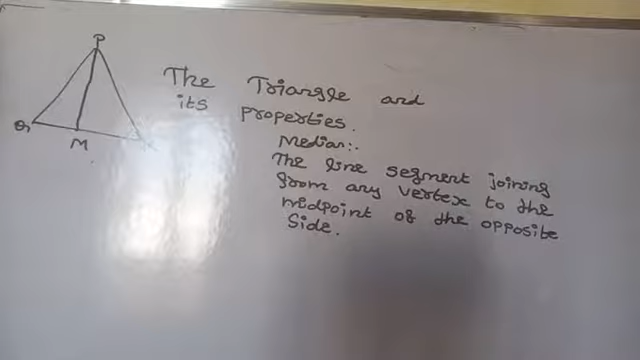 P
Q
M
The Triangle and
its properties.
Median:.
The line segment joining
from any vertex to the
midpoint of the opposite
side.